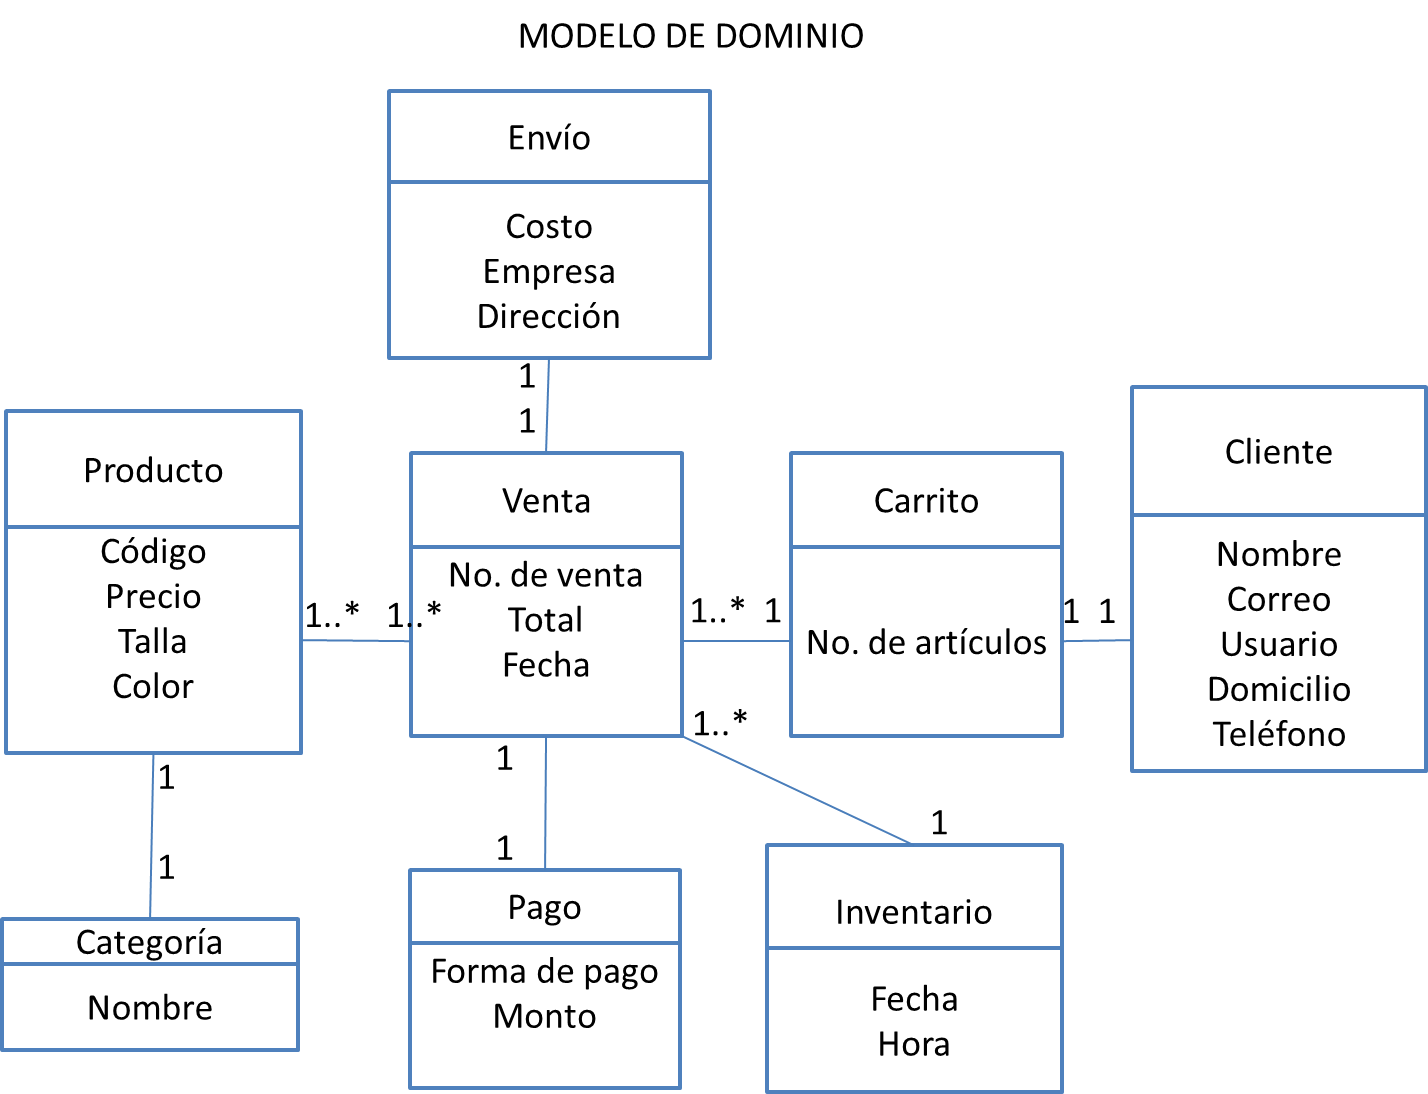 MODELO DE DOMINIO
Envío
Costo
Empresa
Dirección
1
1
Producto
Código
Precio
Talla
Color
1..*
1..*
Venta
No. de venta
Total
Fecha
1..*
1
Carrito
No. de artículos
1
1
Cliente
Nombre
Correo
Usuario
Domicilio
Teléfono
1
1
Categoría
Nombre
1
1
Pago
Forma de pago
Monto
1..*
1
Inventario
Fecha
Hora